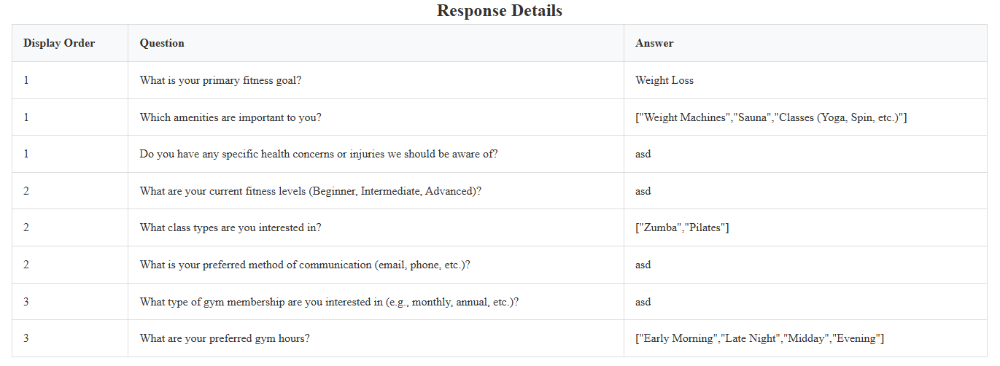 Response Details
Display Order Question Answer
1 What is your primary fitness goal? Weight Loss
1 Which amenities are important to you? ["Weight Machines","Sauna","Classes (Yoga, Spin, etc.)"]
1 Do you have any specific health concerns or injuries we should be aware of? asd
2 What are your current fitness levels (Beginner, Intermediate, Advanced)? asd
2 What class types are you interested in? ["Zumba","Pilates"]
2 What is your preferred method of communication (email, phone, etc.)? asd
3 What type of gym membership are you interested in (e.g., monthly, annual, etc.)? asd
3 What are your preferred gym hours? ["Early Morning","Late Night","Midday","Evening"]